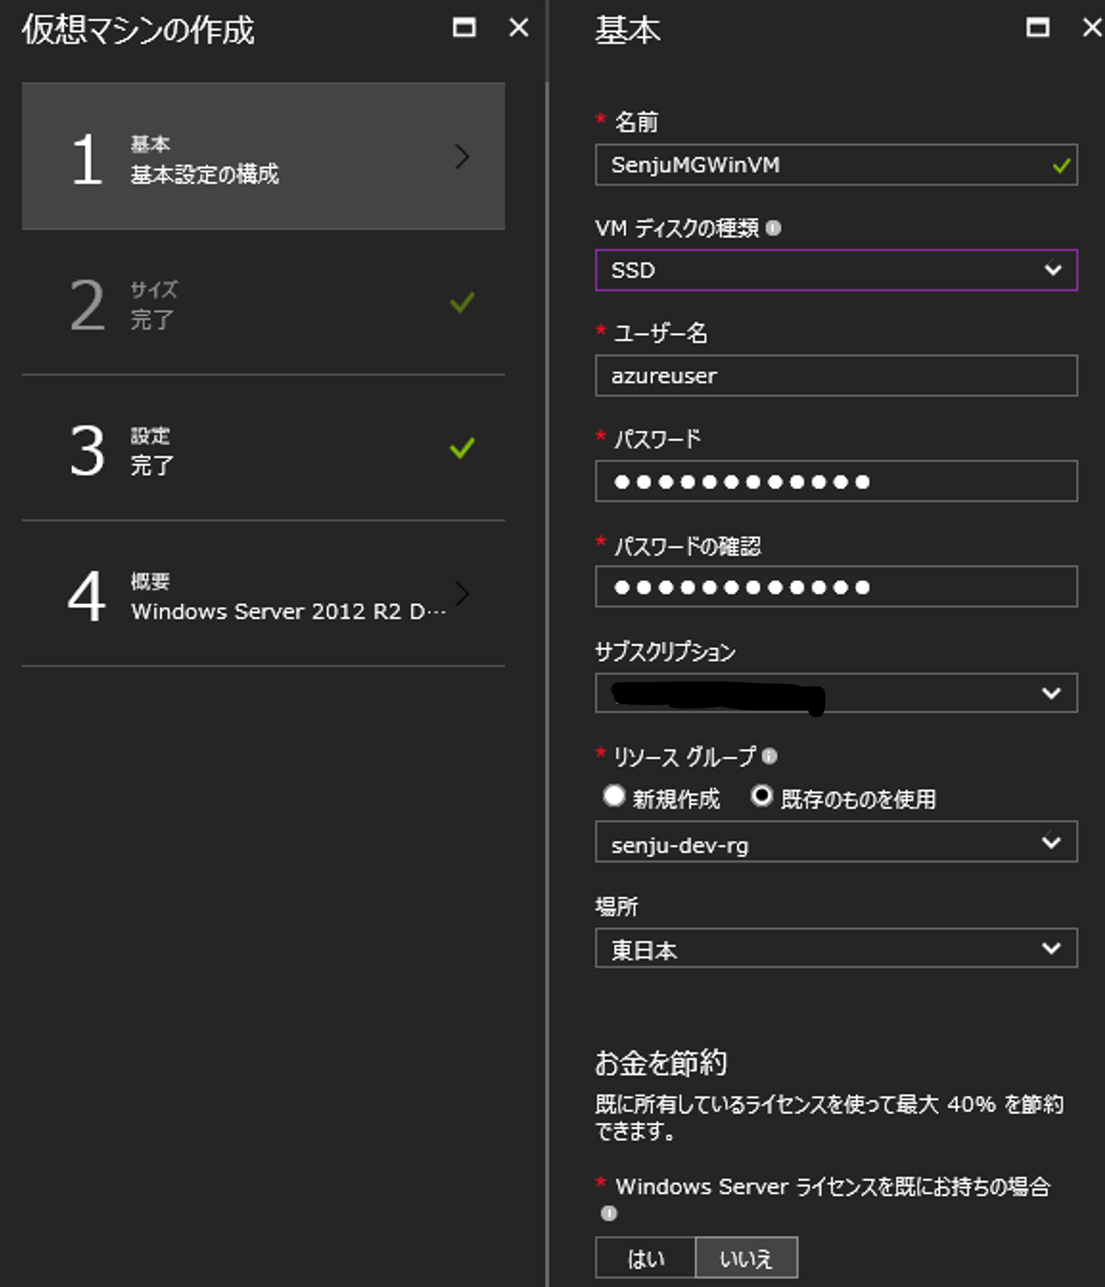 仮想マシンの作成
1
基本
基本設定の構成
2
サイズ
完了
3
設定
完了
4
概要
Windows Server 2012 R2 D…
基本
* 名前
SenjuMGWinVM
VM ディスクの種類
SSD
* ユーザー名
azureuser
* パスワード
●●●●●●●●●●●●
* パスワードの確認
●●●●●●●●●●●●
サブスクリプション
* リソース グループ
新規作成 既存のものを使用
senju-dev-rg
場所
東日本
お金を節約
既に所有しているライセンスを使って最大 40% を節約
できます。
* Windows Server ライセンスを既にお持ちの場合
はい いいえ